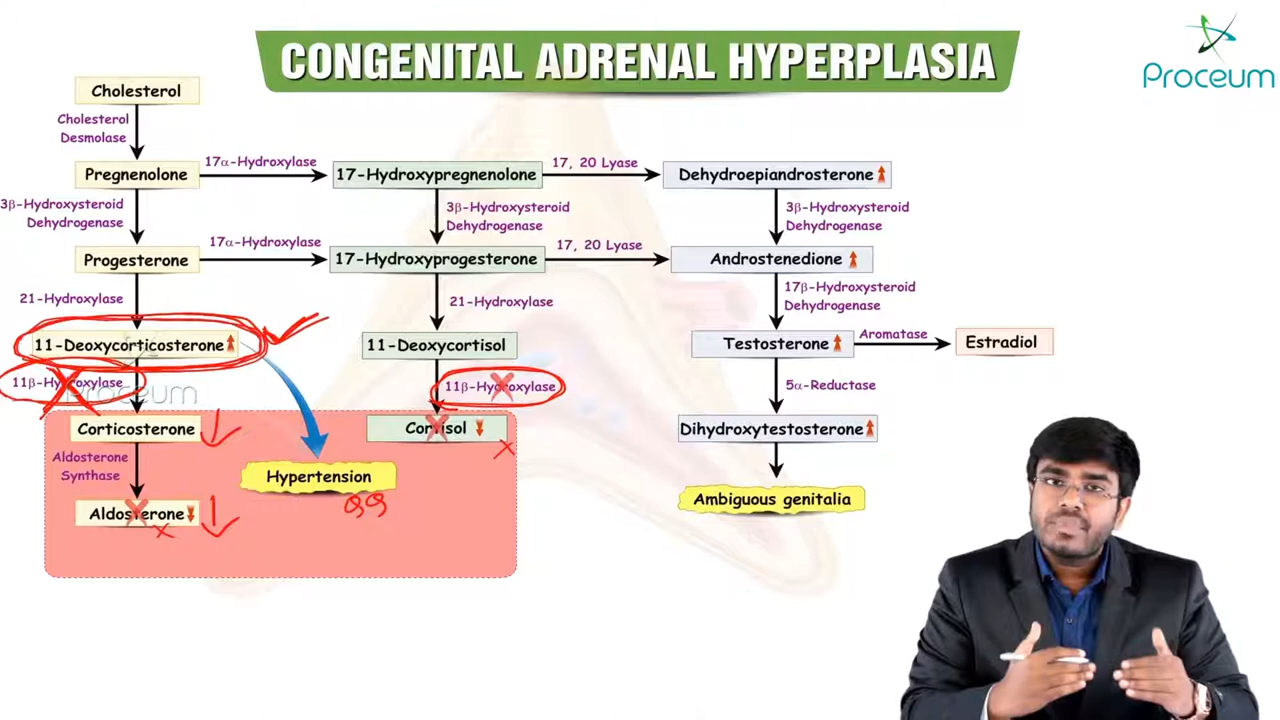 CONGENITAL ADRENAL HYPERPLASIA
Proceum
Cholesterol
Cholesterol
Desmolase
Pregnenolone
17α-Hydroxylase
17-Hydroxypregnenolone
17, 20 Lyase
Dehydroepiandrosterone
3β-Hydroxysteroid
Dehydrogenase
3β-Hydroxysteroid
Dehydrogenase
3β-Hydroxysteroid
Dehydrogenase
Progesterone
17α-Hydroxylase
17-Hydroxyprogesterone
17, 20 Lyase
Androstenedione
21-Hydroxylase
21-Hydroxylase
17β-Hydroxysteroid
Dehydrogenase
11-Deoxycorticosterone
11-Deoxycortisol
Testosterone
Aromatase
Estradiol
11β-Hydroxylase
11β-Hydroxylase
5α-Reductase
Proceum
Corticosterone
Cortisol
Dihydroxytestosterone
Aldosterone
Synthase
Hypertension
Ambiguous genitalia
Aldosterone